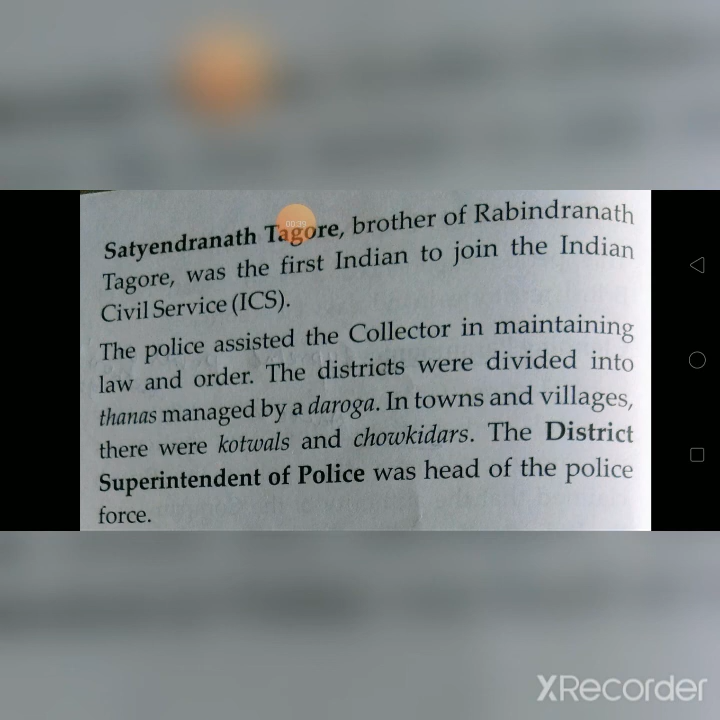 Satyendranath Tagore, brother of Rabindranath
Tagore, was the first Indian to join the Indian
Civil Service (ICS).
The police assisted the Collector in maintaining
law and order. The districts were divided into
thanas managed by a daroga. In towns and villages,
there were kotwals and chowkidars. The District
Superintendent of Police was head of the police
force.
XRecorder